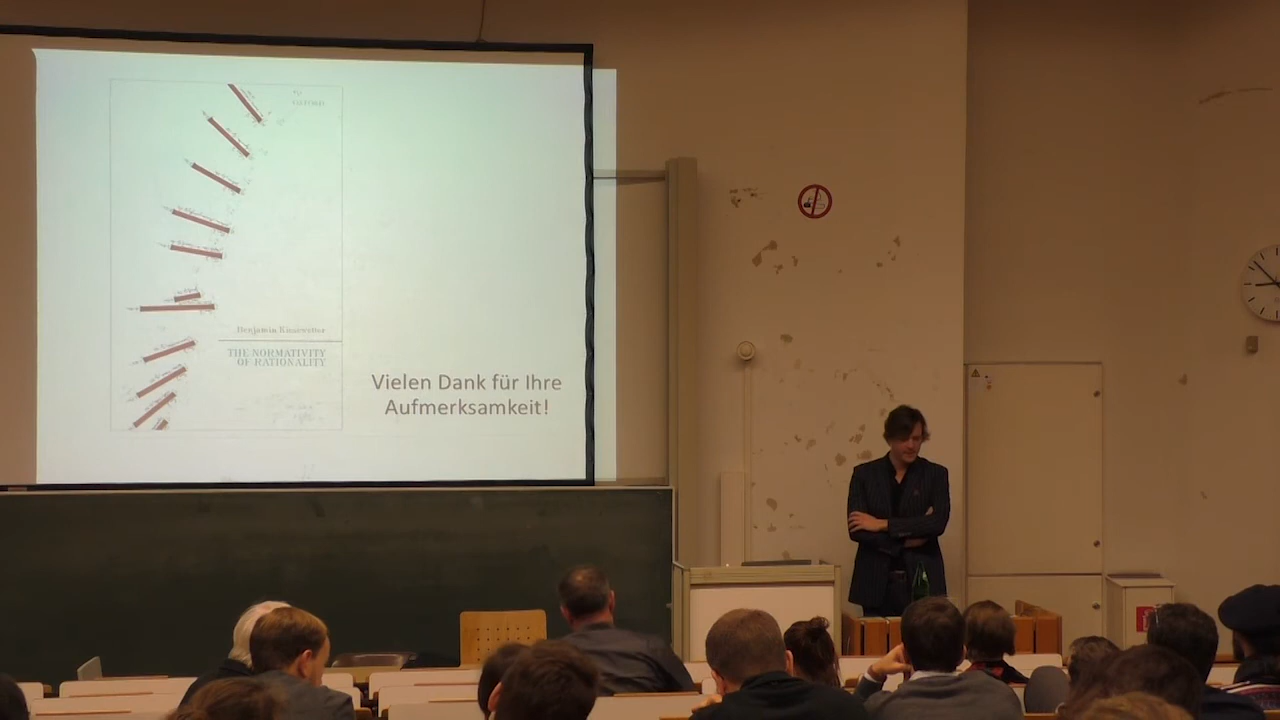 Benjamin Kiesewetter
THE NORMATIVITY
OF RATIONALITY
Vielen Dank für Ihre
Aufmerksamkeit!